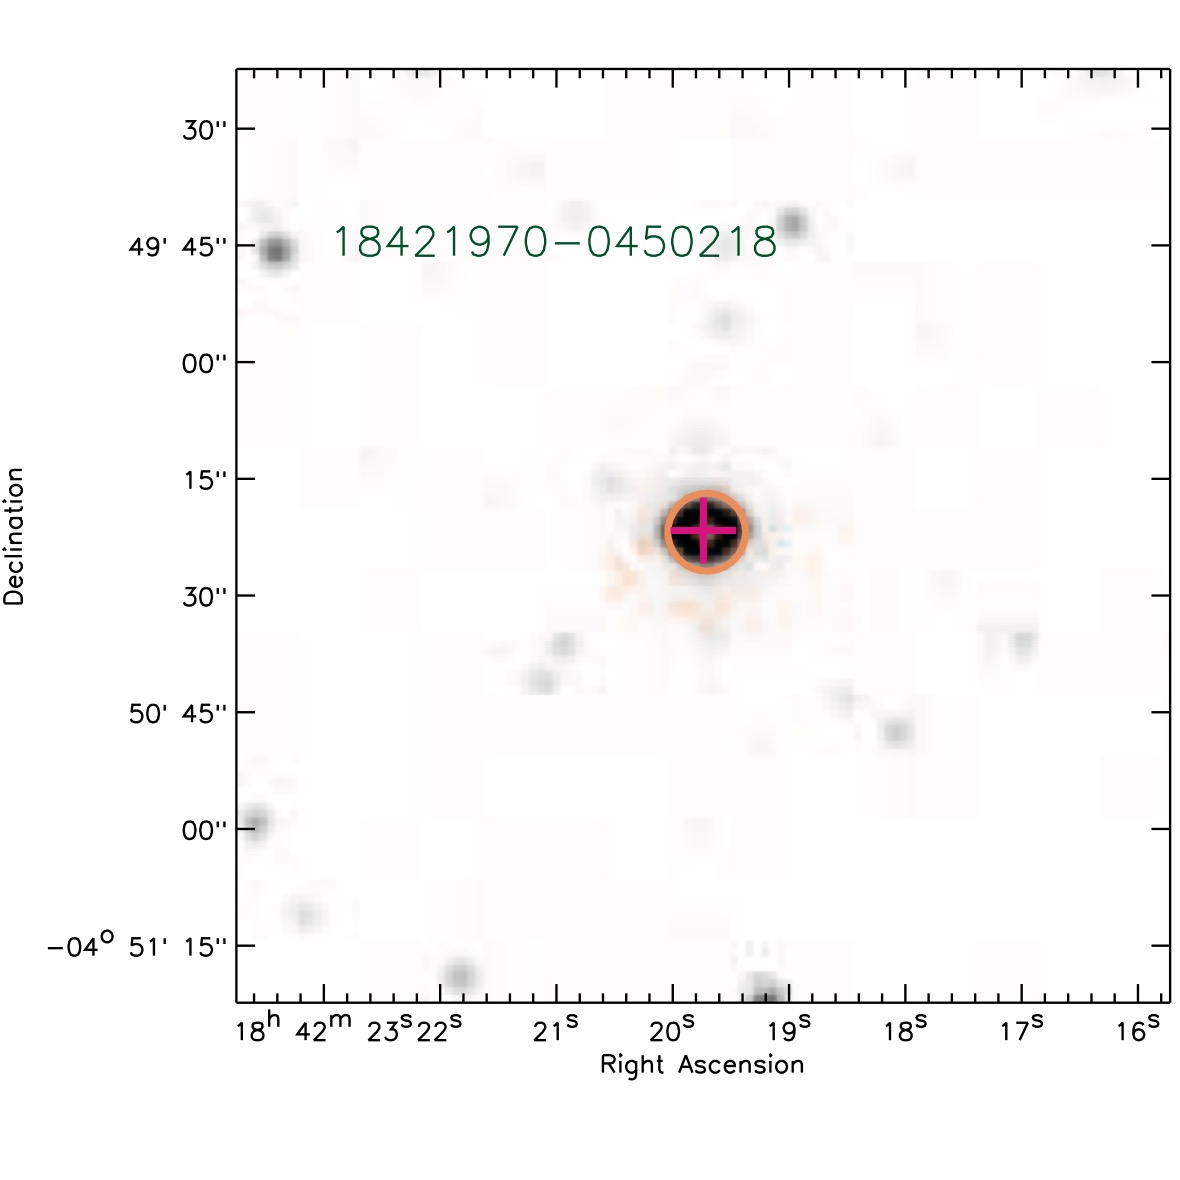 30"
18421970-0450218
49' 45"
00"
15"
30"
50' 45"
00"
-04° 51' 15"
18ʰ 42ᵐ 23ˢ 22ˢ 21ˢ 20ˢ 19ˢ 18ˢ 17ˢ 16ˢ
Right Ascension
Declination